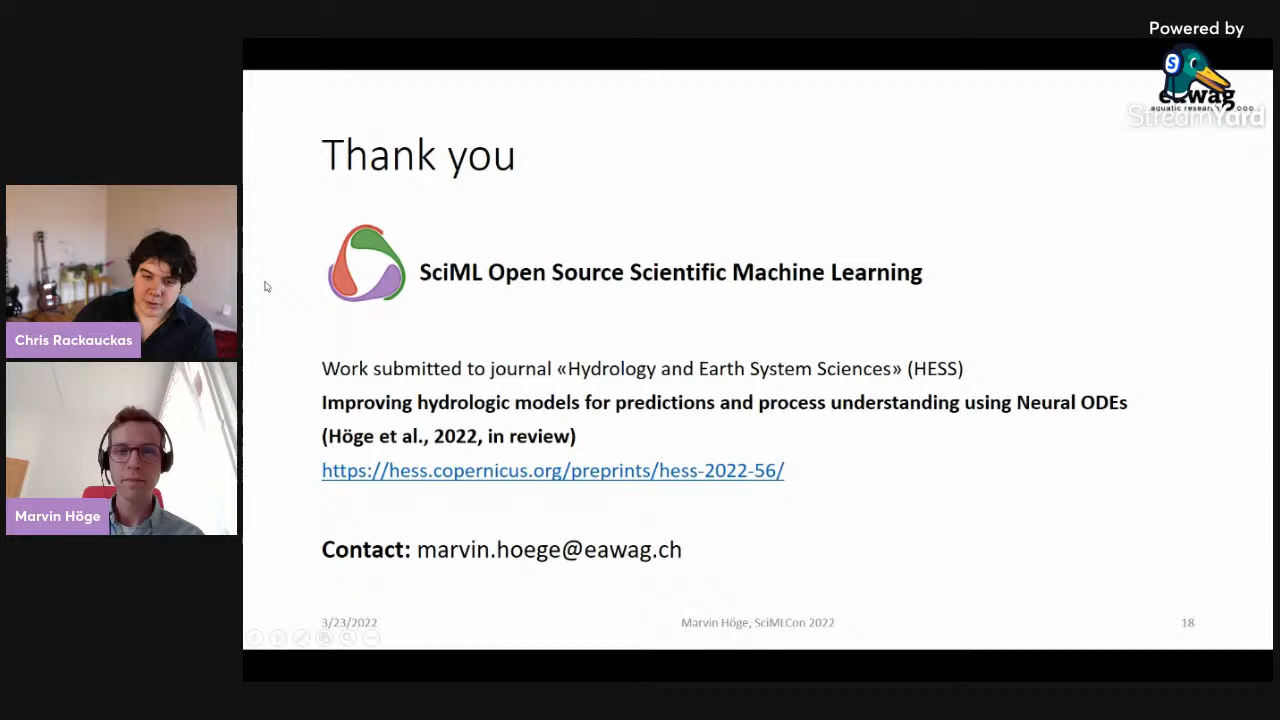 Powered by
S
eawag
aquatic research
StreamYard
Thank you
SciML Open Source Scientific Machine Learning
Chris Rackauckas
Work submitted to journal «Hydrology and Earth System Sciences» (HESS)
Improving hydrologic models for predictions and process understanding using Neural ODEs
(Höge et al., 2022, in review)
https://hess.copernicus.org/preprints/hess-2022-56/
Marvin Höge
Contact: marvin.hoege@eawag.ch
3/23/2022
Marvin Höge, SciMLCon 2022
18